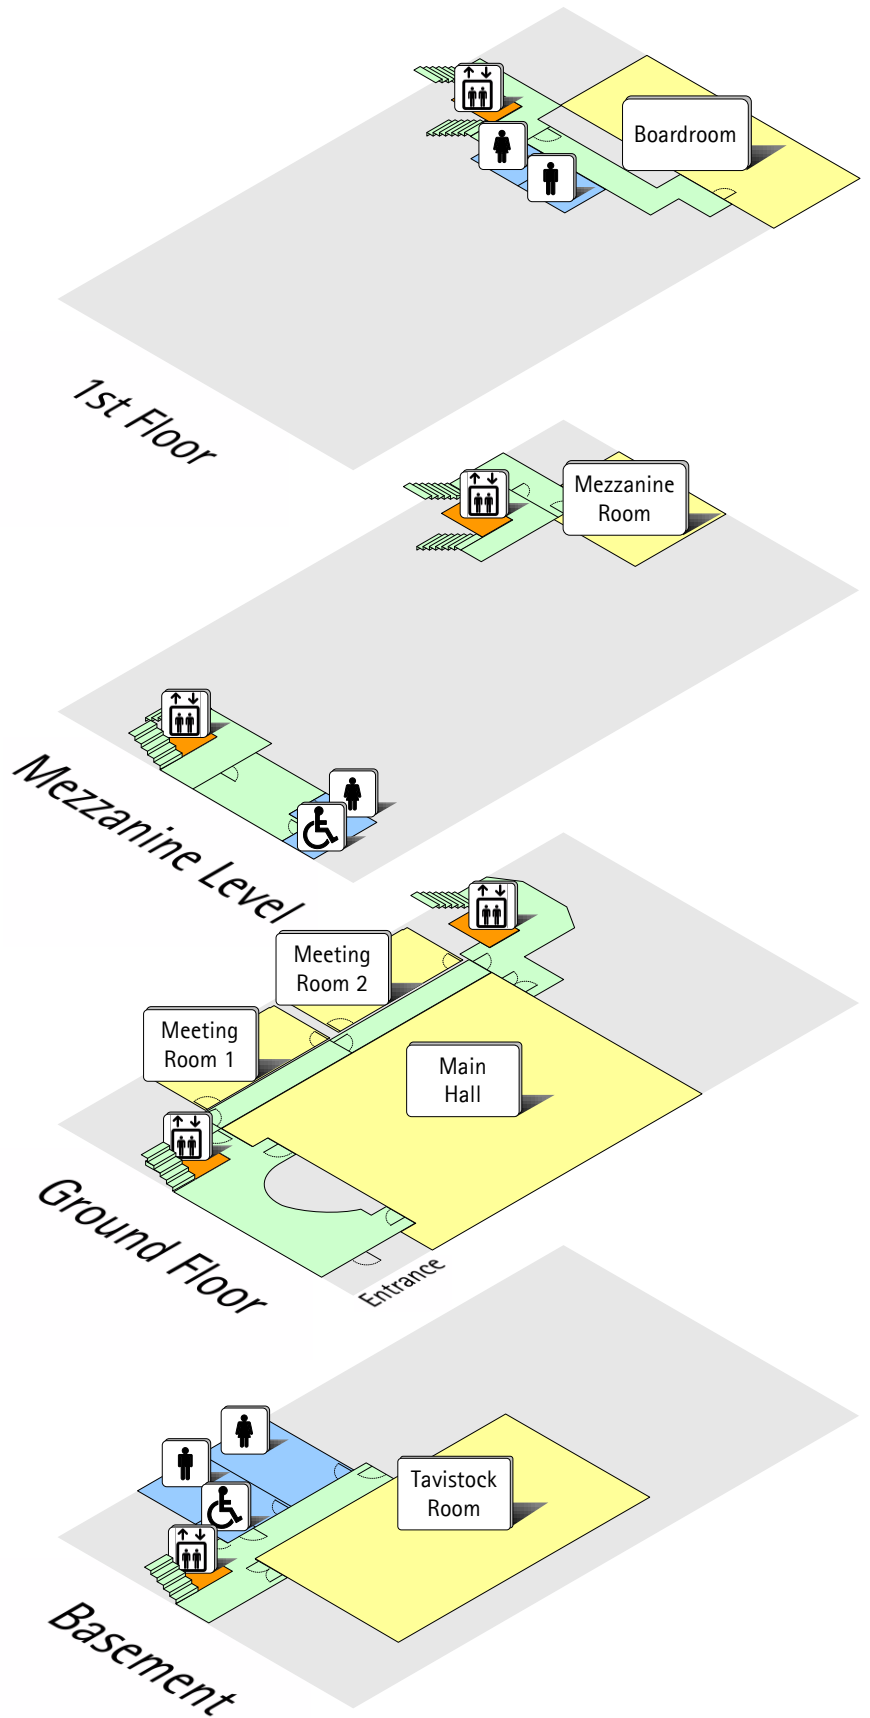 Boardroom
1st Floor
Mezzanine
Room
Mezzanine Level
Meeting
Room 2
Meeting
Room 1
Main
Hall
Ground Floor
Entrance
Tavistock
Room
Basement